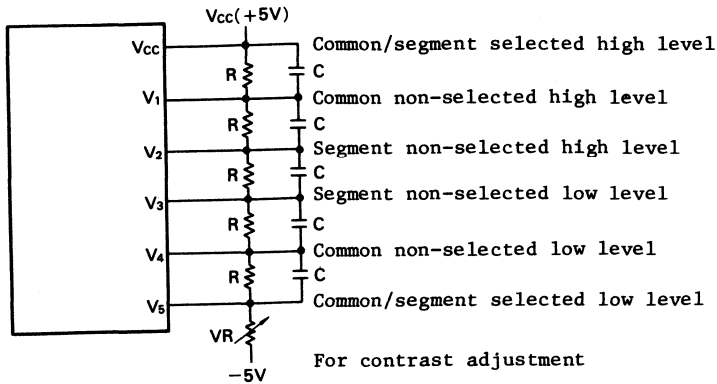 Vcc(+5V)
Vcc Common/segment selected high level
R C
V1 Common non-selected high level
R C
V2 Segment non-selected high level
R C
V3 Segment non-selected low level
R C
V4 Common non-selected low level
R C
V5 Common/segment selected low level
VR
For contrast adjustment
−5V